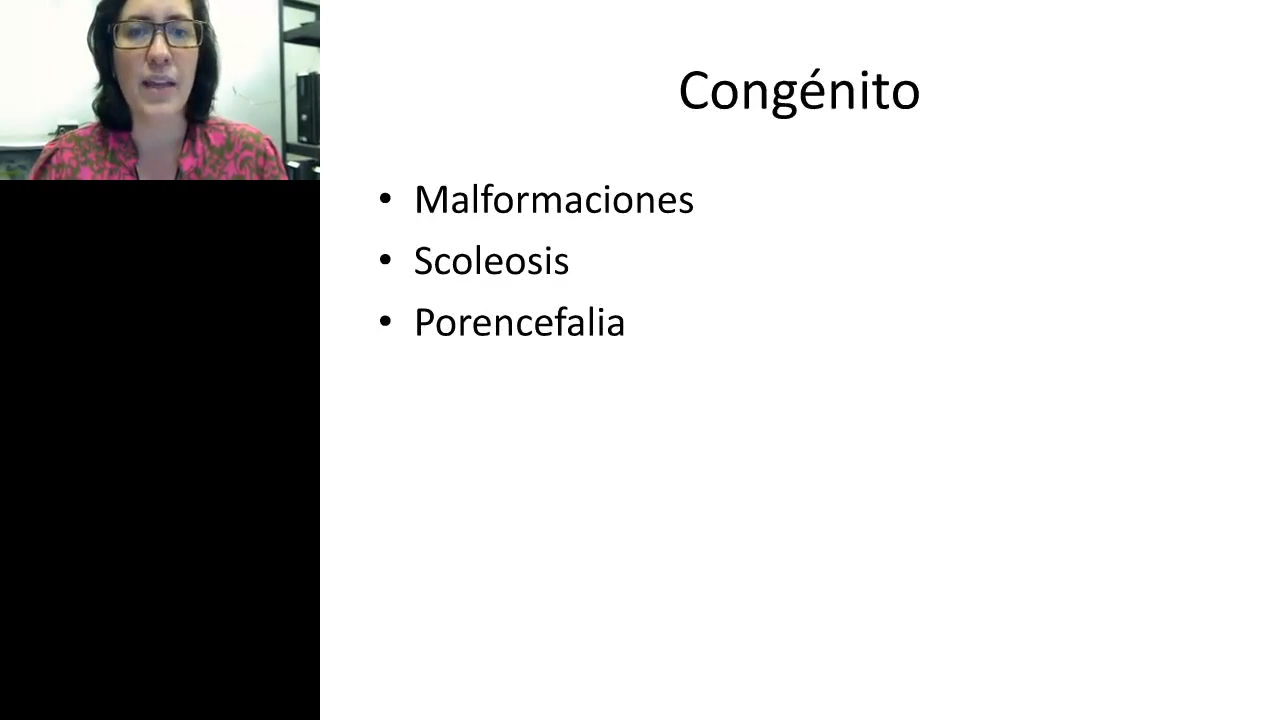 Congénito
• Malformaciones
• Scoleosis
• Porencefalia